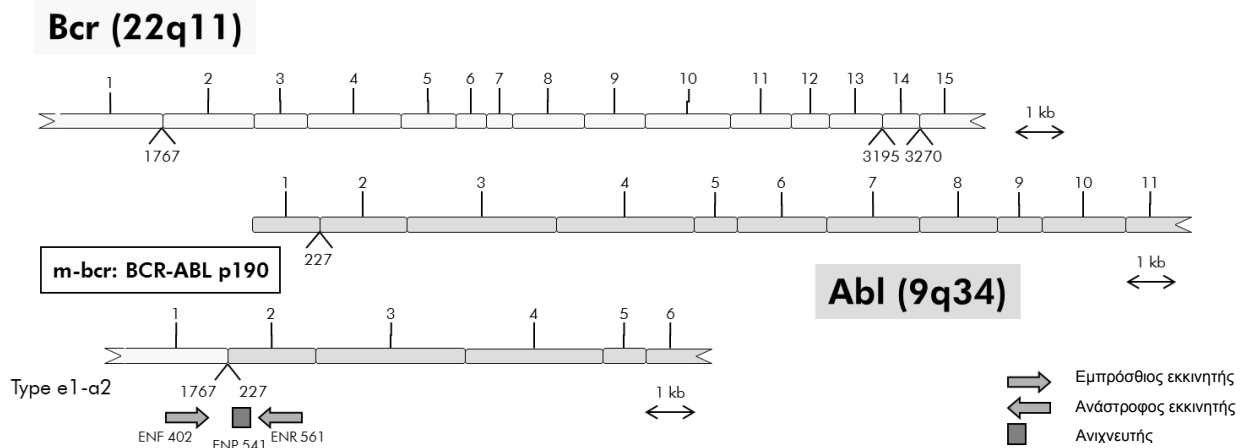 Bcr (22q11)
1 2 3 4 5 6 7 8 9 10 11 12 13 14 15
1 kb
1767 3195 3270
1 2 3 4 5 6 7 8 9 10 11
227
m-bcr: BCR-ABL p190
1 kb
Abl (9q34)
1 2 3 4 5 6
Type e1-a2
1767 227
1 kb
ENF 402 ENP 541 ENR 561
Εμπρόσθιος εκκινητής
Ανάστροφος εκκινητής
Ανιχνευτής